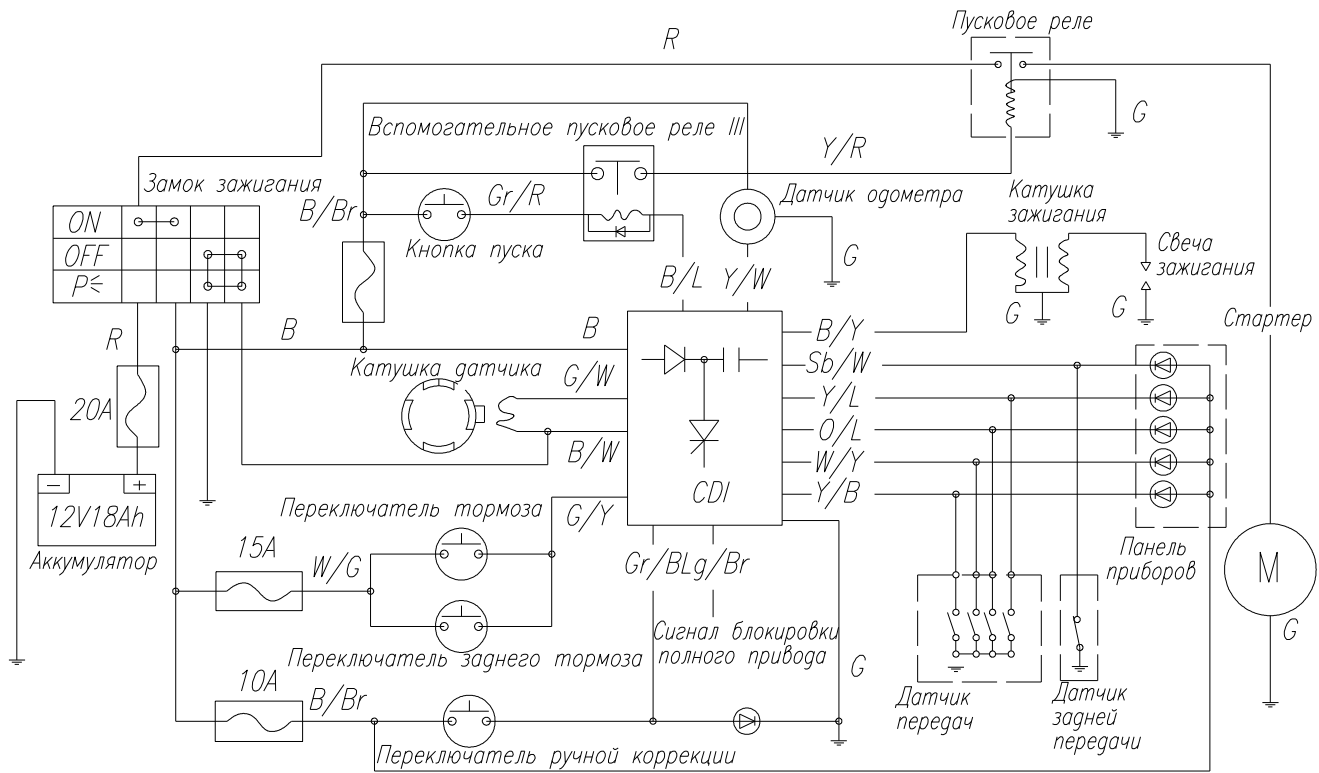 Пусковое реле
R
G
Вспомогательное пусковое реле III
Y/R
Замок зажигания
B/Br
Gr/R
Датчик одометра
Катушка
зажигания
ON
OFF
P
Кнопка пуска
G
Свеча
зажигания
B/L
Y/W
G
G
Стартер
R
B
B
B/Y
Катушка датчика
G/W
Sb/W
20A
Y/L
O/L
B/W
W/Y
CDI
Y/B
− +
12V18Ah
Аккумулятор
Переключатель тормоза
G/Y
15A
W/G
Gr/B
Lg/Br
Панель
приборов
M
G
Сигнал блокировки
полного привода
Переключатель заднего тормоза
G
10A
B/Br
Датчик
передач
Датчик
задней
передачи
Переключатель ручной коррекции